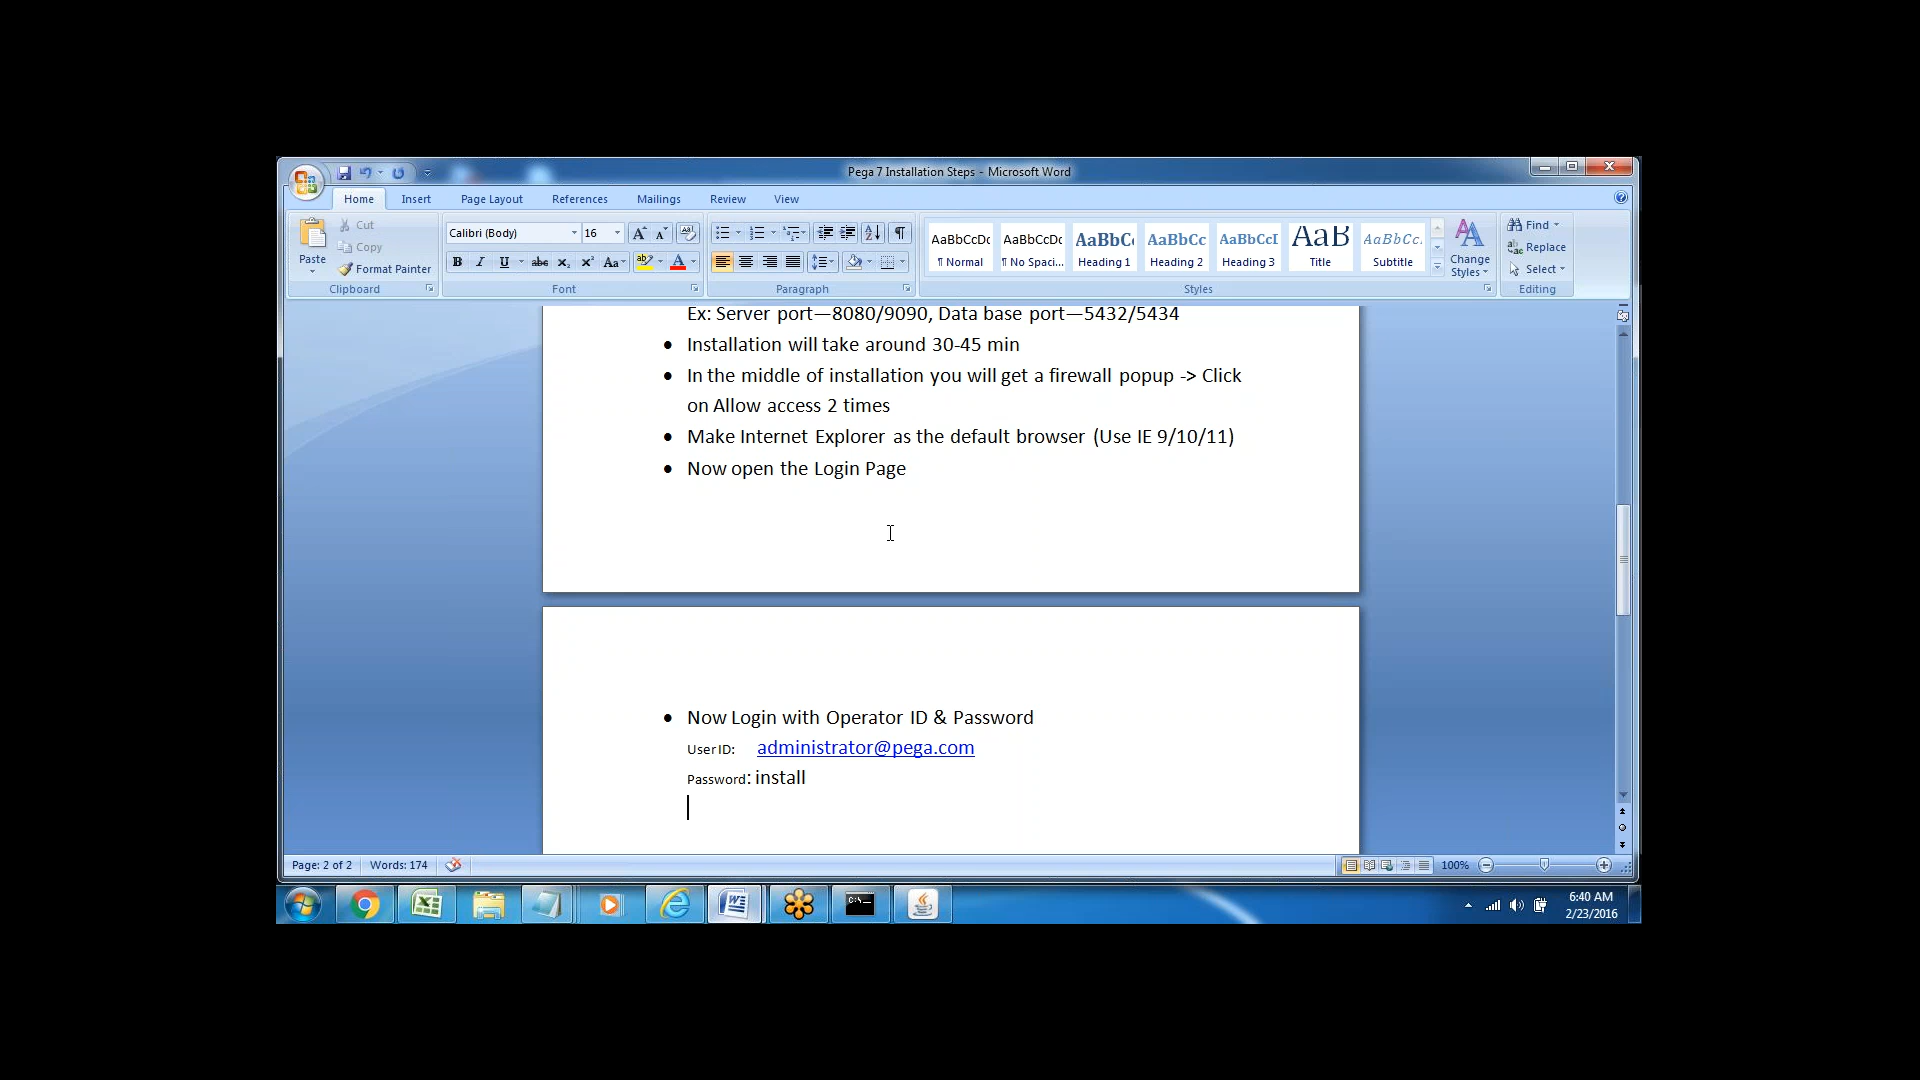 Pega 7 Installation Steps - Microsoft Word
Home Insert Page Layout References Mailings Review View
Paste
Cut
Copy
Format Painter
Clipboard
Calibri (Body) 16
B I U abc x₂ x² Aa
Font
Paragraph
AaBbCcDc AaBbCcDc AaBbC AaBbCc AaBbCcI AaB AaBbCc.
¶ Normal ¶ No Spaci... Heading 1 Heading 2 Heading 3 Title Subtitle
Change Styles
Styles
Find
Replace
Select
Editing
Ex: Server port—8080/9090, Data base port—5432/5434
• Installation will take around 30-45 min
• In the middle of installation you will get a firewall popup -> Click
on Allow access 2 times
• Make Internet Explorer as the default browser (Use IE 9/10/11)
• Now open the Login Page
• Now Login with Operator ID & Password
User ID: administrator@pega.com
Password: install
Page: 2 of 2 Words: 174 100%
6:40 AM
2/23/2016